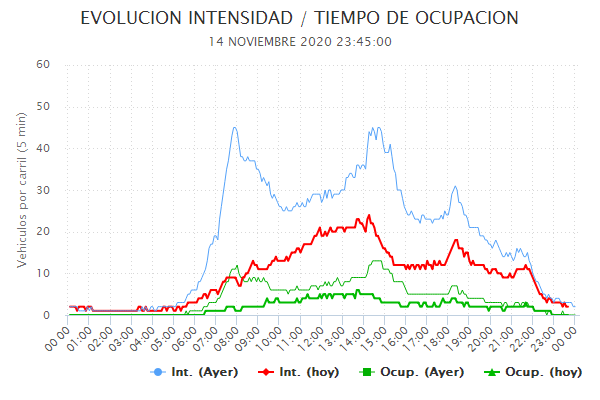 EVOLUCION INTENSIDAD / TIEMPO DE OCUPACION
14 NOVIEMBRE 2020 23:45:00
Vehículos por carril (5 min)
60
50
40
30
20
10
0
00:00 01:00 02:00 03:00 04:00 05:00 06:00 07:00 08:00 09:00 10:00 11:00 12:00 13:00 14:00 15:00 16:00 17:00 18:00 19:00 20:00 21:00 22:00 23:00 00:00
Int. (Ayer) Int. (hoy) Ocup. (Ayer) Ocup. (hoy)